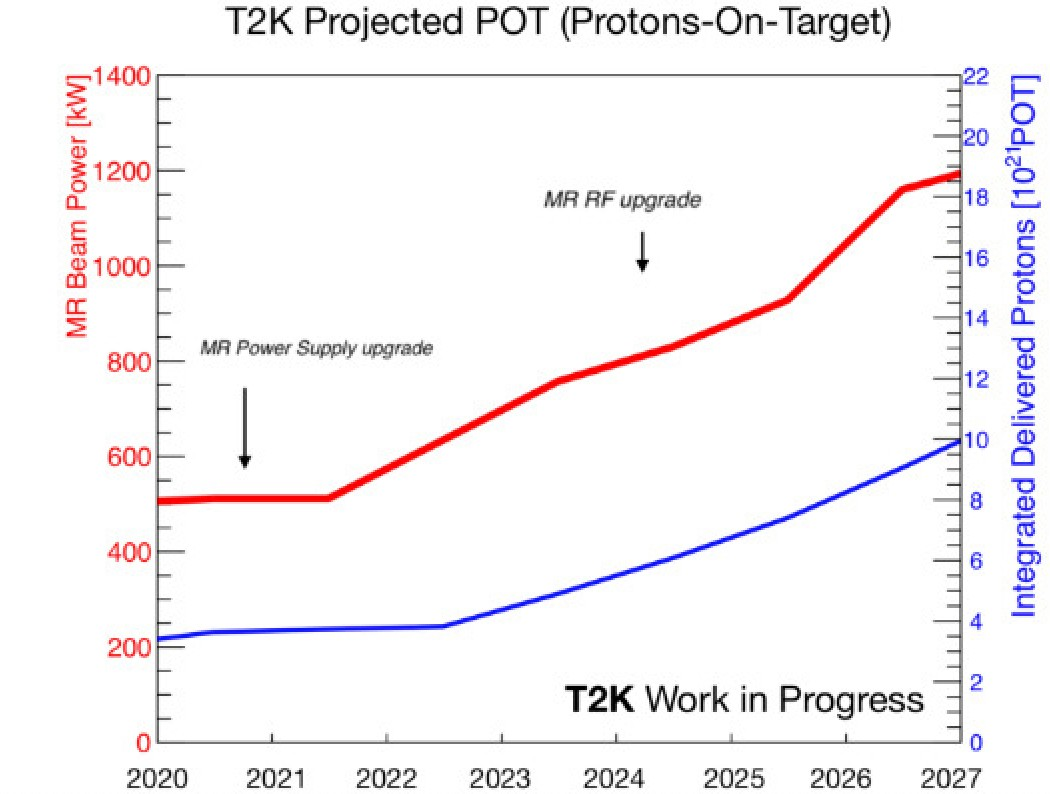 T2K Projected POT (Protons-On-Target)
MR Beam Power [kW]
1400
1200
1000
800
600
400
200
0
MR Power Supply upgrade
MR RF upgrade
T2K Work in Progress
22
20
18
16
14
12
10
8
6
4
2
0
Integrated Delivered Protons [10²¹POT]
2020 2021 2022 2023 2024 2025 2026 2027